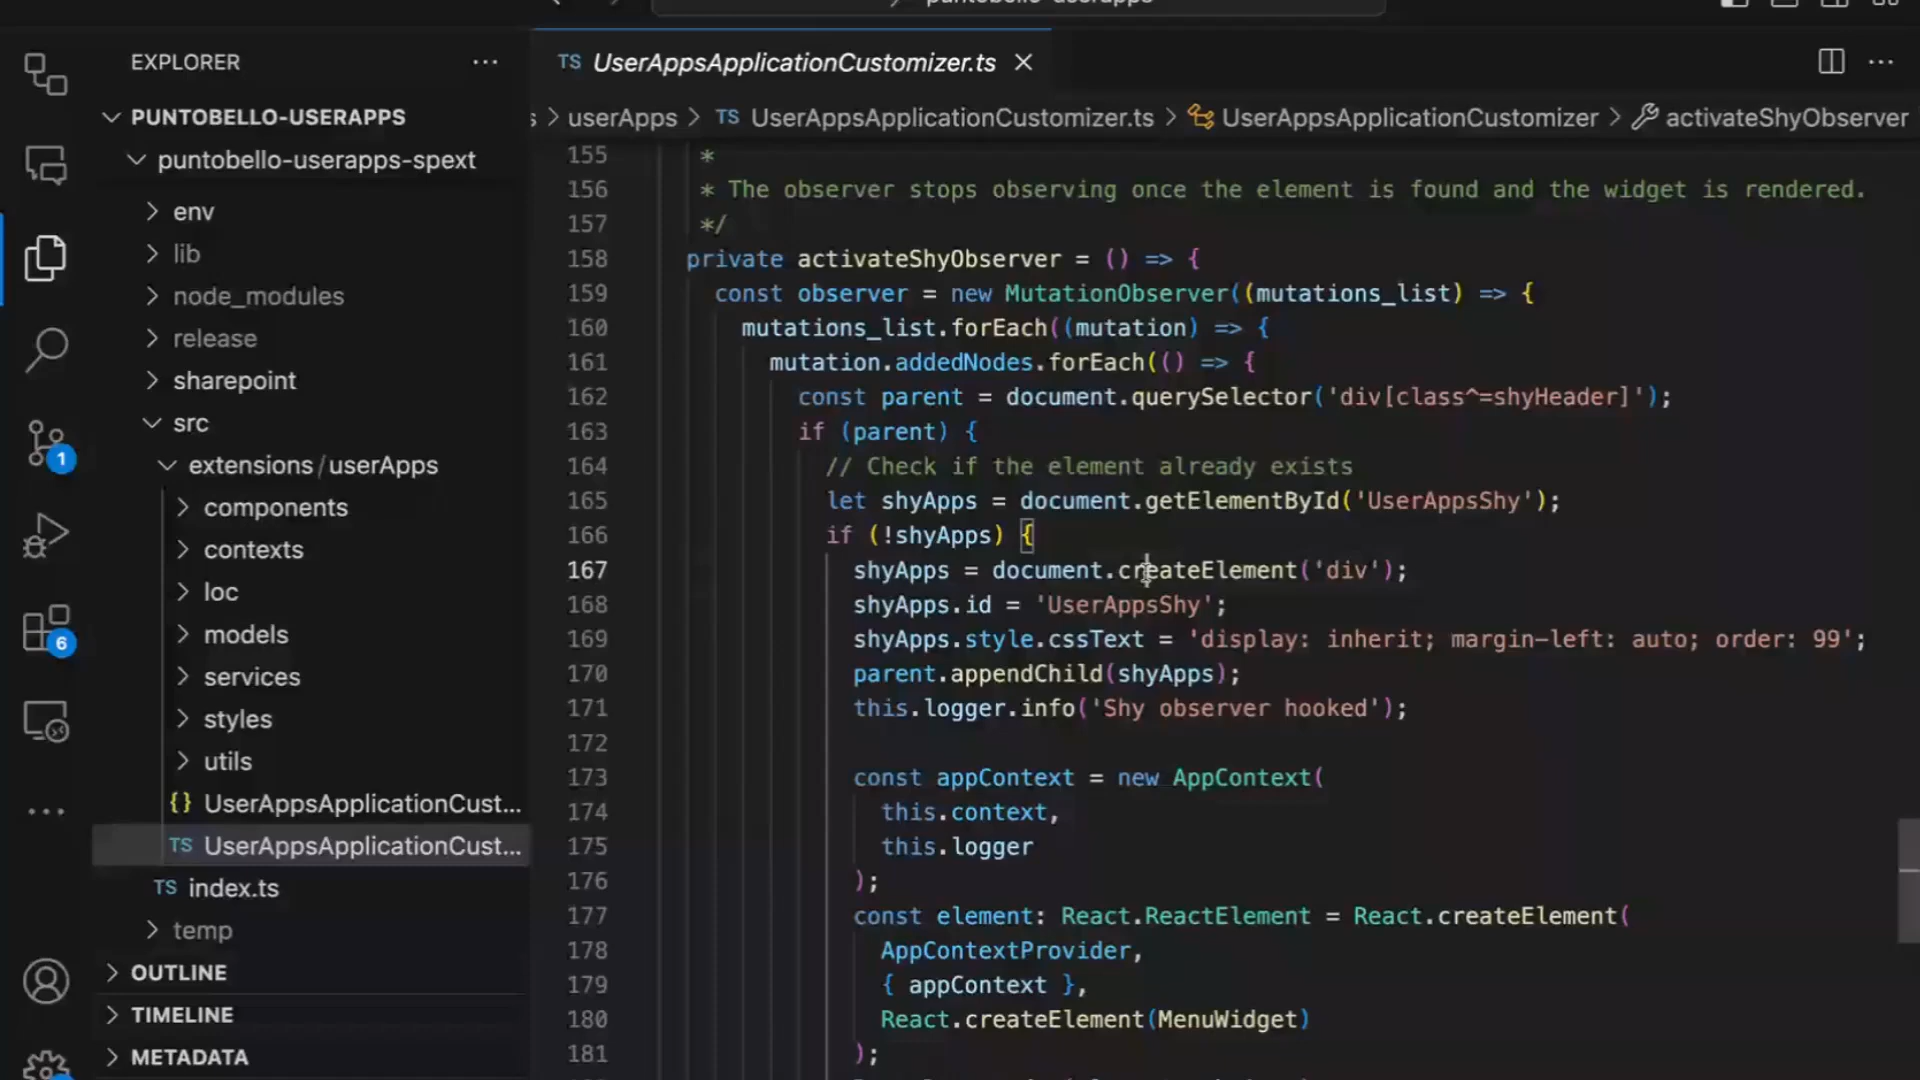 puntobello-userapps
EXPLORER
PUNTOBELLO-USERAPPS
puntobello-userapps-spext
env
lib
node_modules
release
sharepoint
src
extensions/userApps
components
contexts
loc
models
services
styles
utils
{} UserAppsApplicationCust...
TS UserAppsApplicationCust...
TS index.ts
temp
OUTLINE
TIMELINE
METADATA
1
6
TS UserAppsApplicationCustomizer.ts
s > userApps > TS UserAppsApplicationCustomizer.ts > UserAppsApplicationCustomizer > activateShyObserver
155 *
156 * The observer stops observing once the element is found and the widget is rendered.
157 */
158 private activateShyObserver = () => {
159 const observer = new MutationObserver((mutations_list) => {
160 mutations_list.forEach((mutation) => {
161 mutation.addedNodes.forEach(() => {
162 const parent = document.querySelector('div[class^=shyHeader]');
163 if (parent) {
164 // Check if the element already exists
165 let shyApps = document.getElementById('UserAppsShy');
166 if (!shyApps) {
167 shyApps = document.createElement('div');
168 shyApps.id = 'UserAppsShy';
169 shyApps.style.cssText = 'display: inherit; margin-left: auto; order: 99';
170 parent.appendChild(shyApps);
171 this.logger.info('Shy observer hooked');
172
173 const appContext = new AppContext(
174 this.context,
175 this.logger
176 );
177 const element: React.ReactElement = React.createElement(
178 AppContextProvider,
179 { appContext },
180 React.createElement(MenuWidget)
181 );